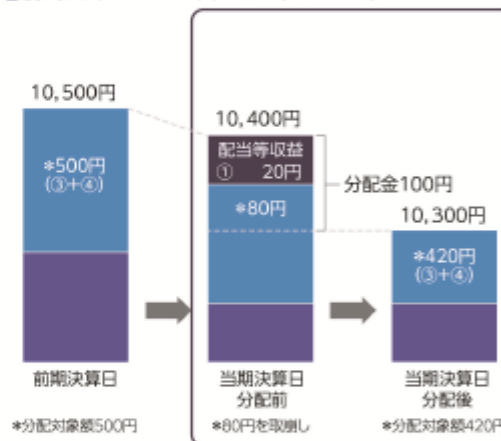 10,500円
*500円
(③+④)
前期決算日
*分配対象額500円
10,400円
配当等収益
① 20円
*80円
当期決算日
分配前
*80円を取崩し
分配金100円
10,300円
*420円
(③+④)
当期決算日
分配後
*分配対象額420円